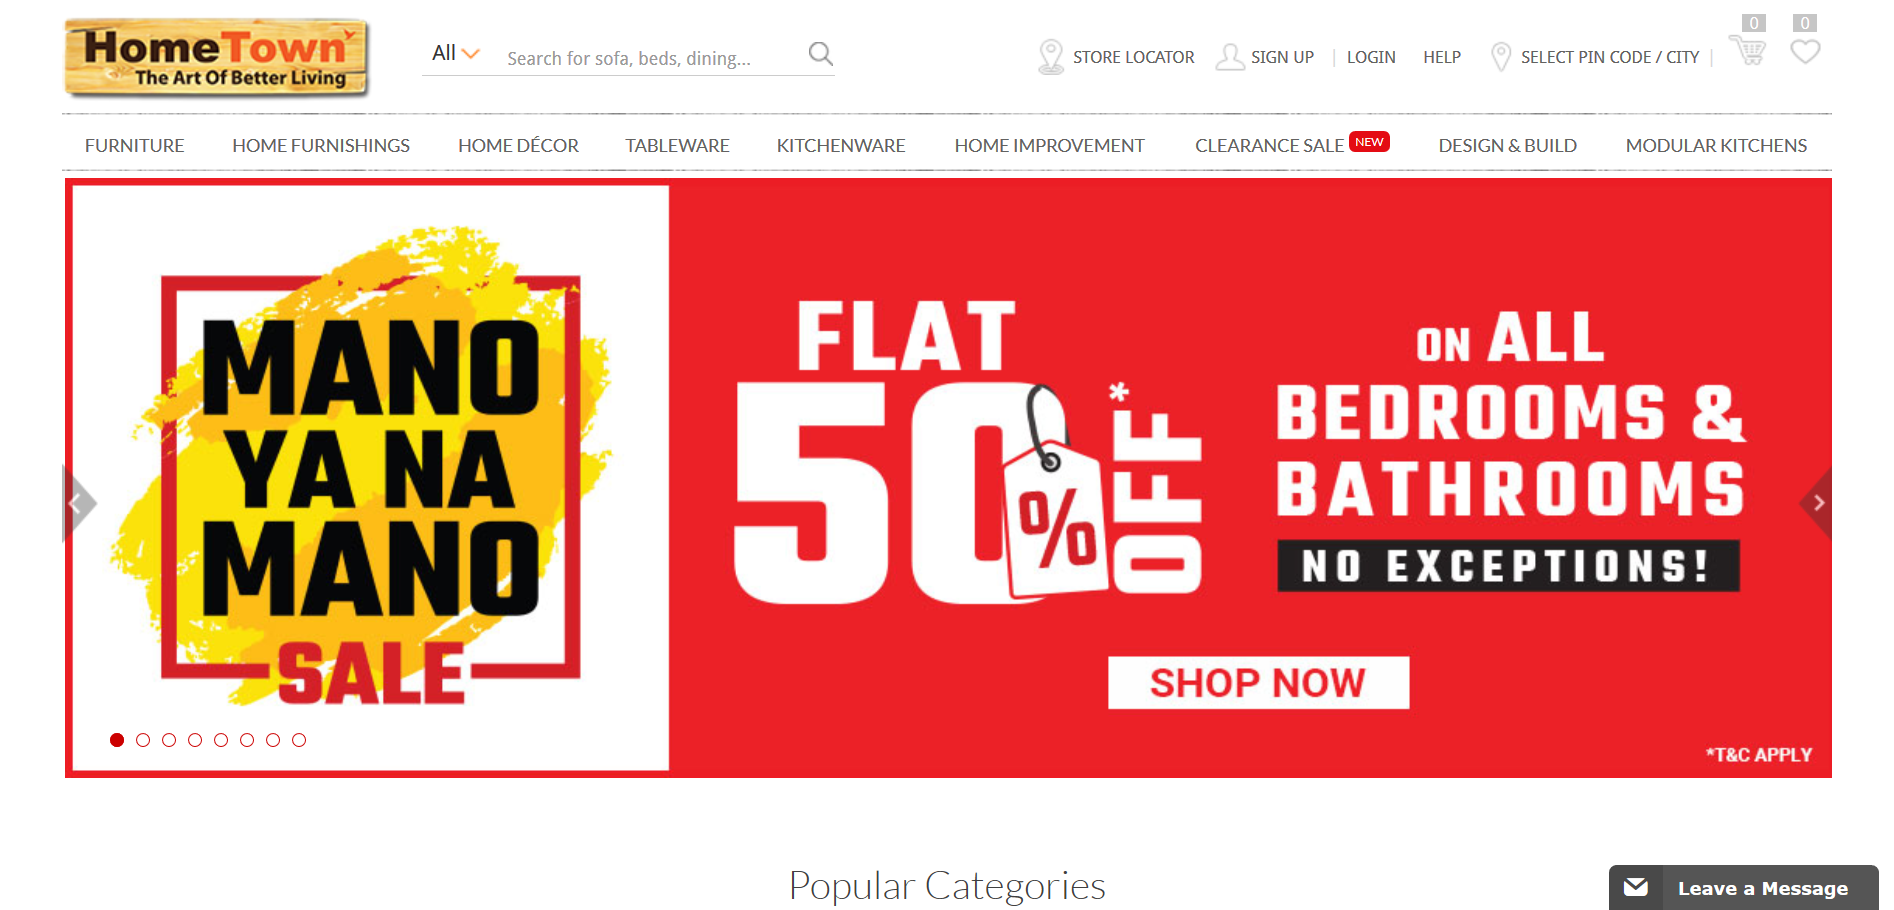 HomeTown
The Art Of Better Living
All
Search for sofa, beds, dining...
STORE LOCATOR
SIGN UP
LOGIN
HELP
SELECT PIN CODE / CITY
0
0
FURNITURE
HOME FURNISHINGS
HOME DÉCOR
TABLEWARE
KITCHENWARE
HOME IMPROVEMENT
CLEARANCE SALE NEW
DESIGN & BUILD
MODULAR KITCHENS
MANO
YA NA
MANO
SALE
FLAT
50% OFF*
ON ALL
BEDROOMS &
BATHROOMS
NO EXCEPTIONS!
SHOP NOW
*T&C APPLY
Popular Categories
Leave a Message